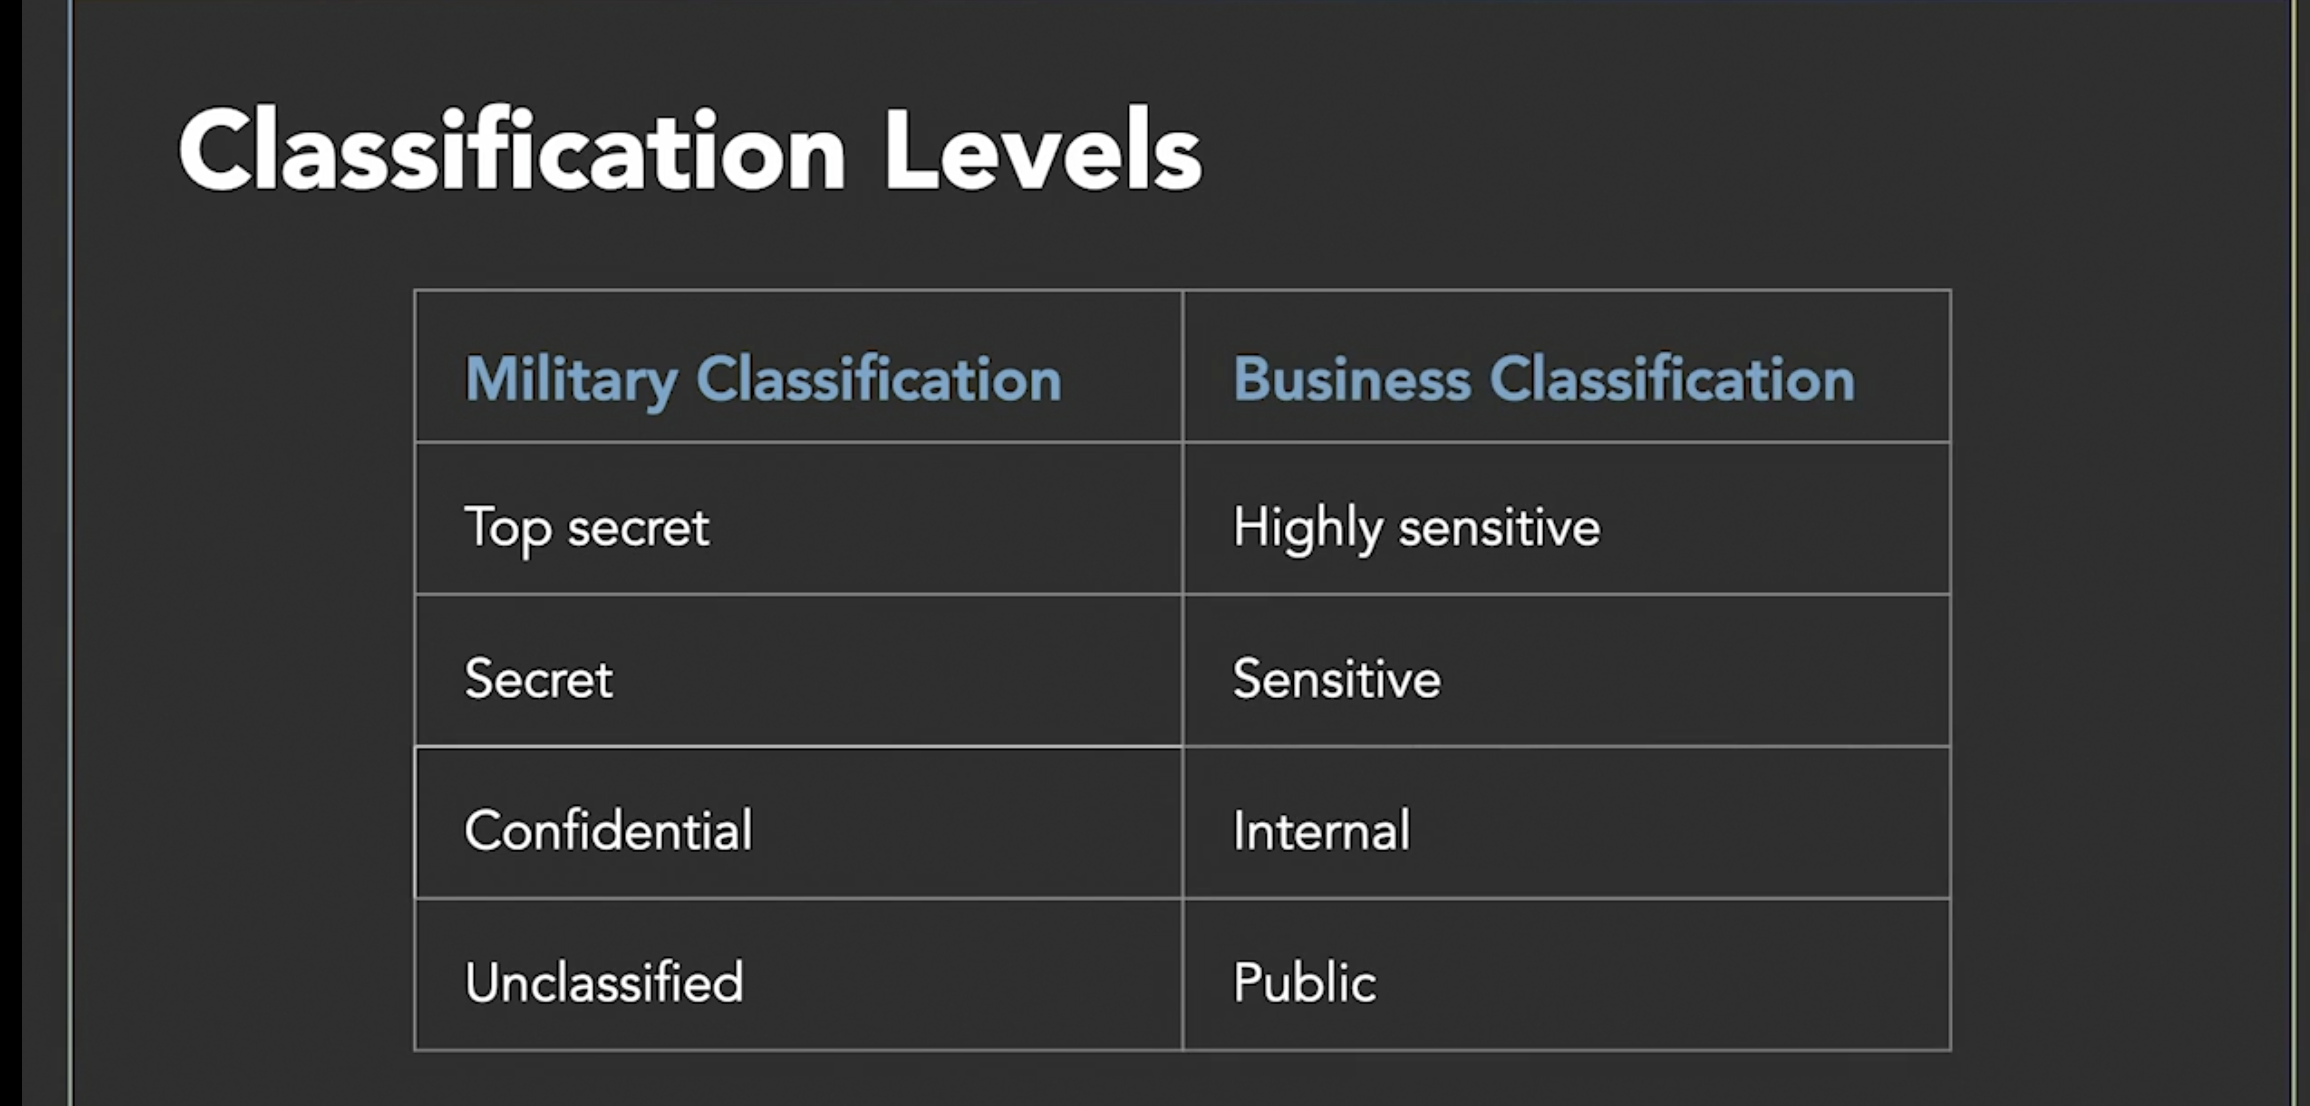 Classification Levels
Military Classification Business Classification
Top secret Highly sensitive
Secret Sensitive
Confidential Internal
Unclassified Public